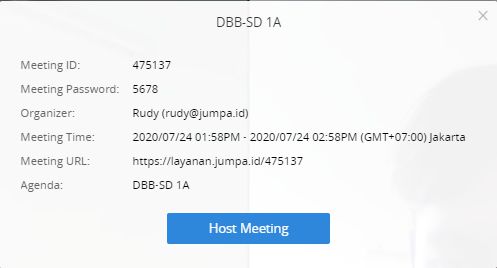 DBB-SD 1A
Meeting ID: 475137
Meeting Password: 5678
Organizer: Rudy (rudy@jumpa.id)
Meeting Time: 2020/07/24 01:58PM - 2020/07/24 02:58PM (GMT+07:00) Jakarta
Meeting URL: https://layanan.jumpa.id/475137
Agenda: DBB-SD 1A
Host Meeting